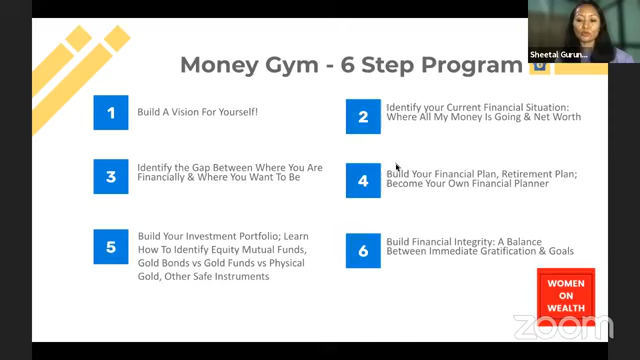 Sheetal Gurun...
Money Gym - 6 Step Program
1
Build A Vision For Yourself!
2
Identify your Current Financial Situation:
Where All My Money Is Going & Net Worth
3
Identify the Gap Between Where You Are
Financially & Where You Want To Be
4
Build Your Financial Plan, Retirement Plan;
Become Your Own Financial Planner
5
Build Your Investment Portfolio; Learn
How To Identify Equity Mutual Funds,
Gold Bonds vs Gold Funds vs Physical
Gold, Other Safe Instruments
6
Build Financial Integrity: A Balance
Between Immediate Gratification & Goals
WOMEN
ON
WEALTH
zoom